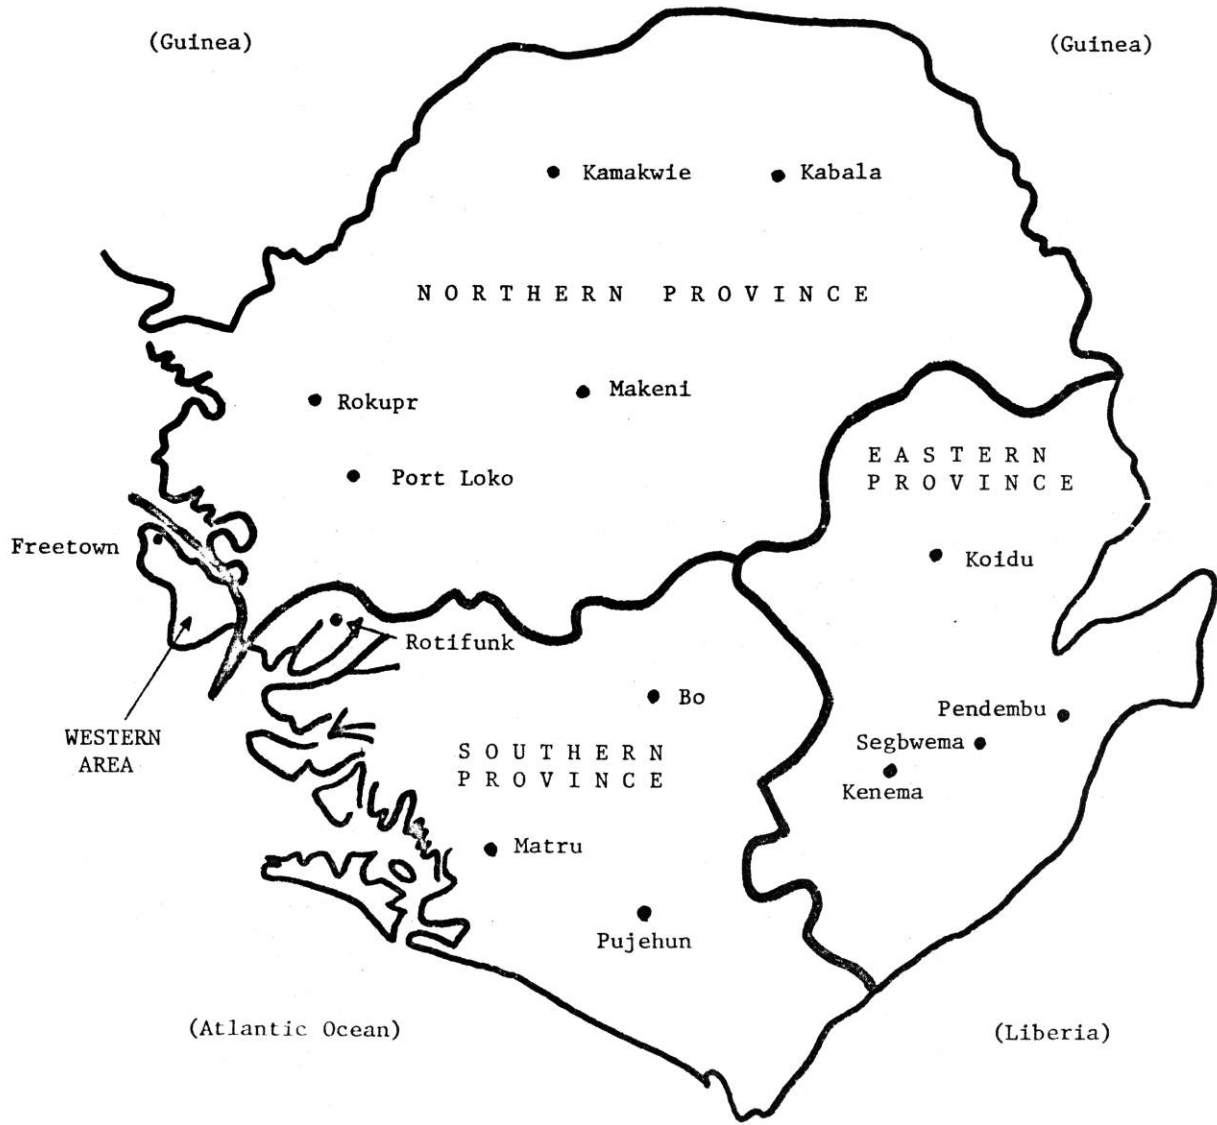 (Guinea)
(Guinea)
Kamakwie
Kabala
NORTHERN PROVINCE
Rokupr
Makeni
EASTERN
PROVINCE
Port Loko
Freetown
Koidu
Rotifunk
Bo
Pendembu
WESTERN
AREA
Segbwema
SOUTHERN
PROVINCE
Kenema
Matru
Pujehun
(Atlantic Ocean)
(Liberia)